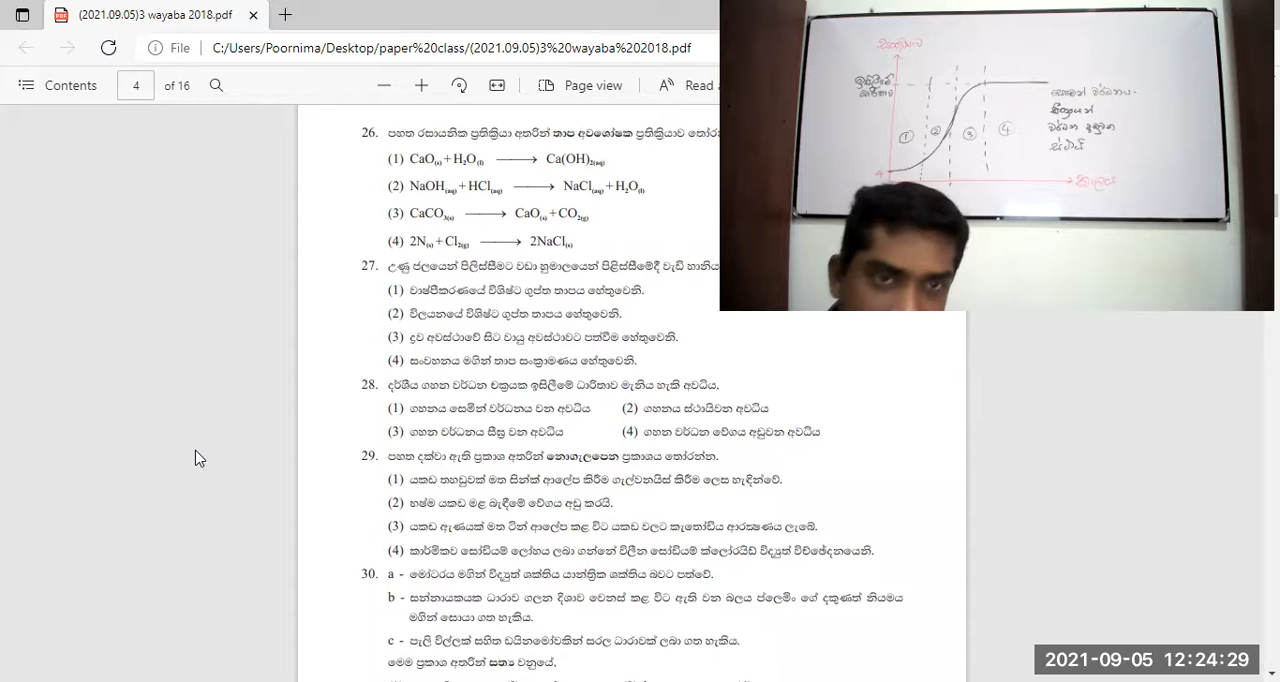 (2021.09.05)3 wayaba 2018.pdf
File C:/Users/Poornima/Desktop/paper%20class/(2021.09.05)3%20wayaba%202018.pdf
Contents 4 of 16 Page view Read a
26. පහත රසායනික ප්‍රතික්‍රියා අතරින් තාප අවශෝෂක ප්‍රතික්‍රියාව
(1) CaO(s) + H₂O(l) ⟶ Ca(OH)₂(aq)
(2) NaOH(aq) + HCl(aq) ⟶ NaCl(aq) + H₂O(l)
(3) CaCO₃(s) ⟶ CaO(s) + CO₂(g)
(4) 2N(s) + Cl₂(g) ⟶ 2NaCl(s)
27. උණු ජලයෙන් පිලිස්සීමට වඩා හුමාලයෙන් පිළිස්සීමේදී වැඩි හානිය
(1) වාෂ්පීකරණයේ විශිෂ්ට ගුප්ත තාපය හේතුවෙනි.
(2) විලයනයේ විශිෂ්ට ගුප්ත තාපය හේතුවෙනි.
(3) ද්‍රව අවස්ථාවේ සිට වායු අවස්ථාවට පත්වීම හේතුවෙනි.
(4) සංවහනය මගින් තාප සංක්‍රාමණය හේතුවෙනි.
28. දර්ශීය ගහන වර්ධන චක්‍රයක ඉසිලීමේ ධාරිතාව මැනිය හැකි අවධිය,
(1) ගහනය සෙමින් වර්ධනය වන අවධිය (2) ගහනය ස්ථායිවන අවධිය
(3) ගහන වර්ධනය සීඝ්‍ර වන අවධිය (4) ගහන වර්ධන වේගය අඩුවන අවධිය
29. පහත දක්වා ඇති ප්‍රකාශ අතරින් නොගැලපෙන ප්‍රකාශය තෝරන්න.
(1) යකඩ තහඩුවක් මත සින්ක් ආලේප කිරීම ගැල්වනයිස් කිරීම ලෙස හැඳින්වේ.
(2) භෂ්ම යකඩ මළ බැඳීමේ වේගය අඩු කරයි.
(3) යකඩ ඇණයක් මත ටින් ආලේප කළ විට යකඩ වලට කැතෝඩිය ආරක්‍ෂණය ලැබේ.
(4) කාර්මිකව සෝඩියම් ලෝහය ලබා ගන්නේ විලීන සෝඩියම් ක්ලෝරයිඩ් විද්‍යුත් විච්ඡේදනයෙනි.
30. a - මෝටරය මගින් විද්‍යුත් ශක්තිය යාන්ත්‍රික ශක්තිය බවට පත්වේ.
b - සන්නායකයක ධාරාව ගලන දිශාව වෙනස් කළ විට ඇති වන බලය ප්ලෙමිං ගේ දකුණත් නියමය
මගින් සොයා ගත හැකිය.
c - පැලි විල්ලක් සහිත ඩයිනමෝවකින් සරල ධාරාවක් ලබා ගත හැකිය.
මෙම ප්‍රකාශ අතරින් සත්‍ය වනුයේ,
① ② ③ ④
කාලය
2021-09-05 12:24:29